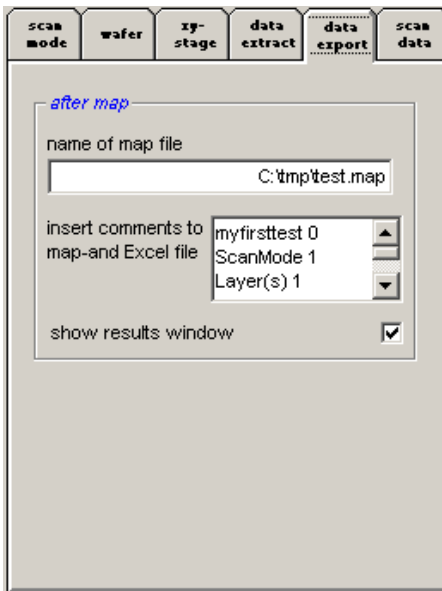 scan mode
wafer
xy-stage
data extract
data export
scan data
after map
name of map file
C:\tmp\test.map
insert comments to
map-and Excel file
myfirsttest 0
ScanMode 1
Layer(s) 1
show results window